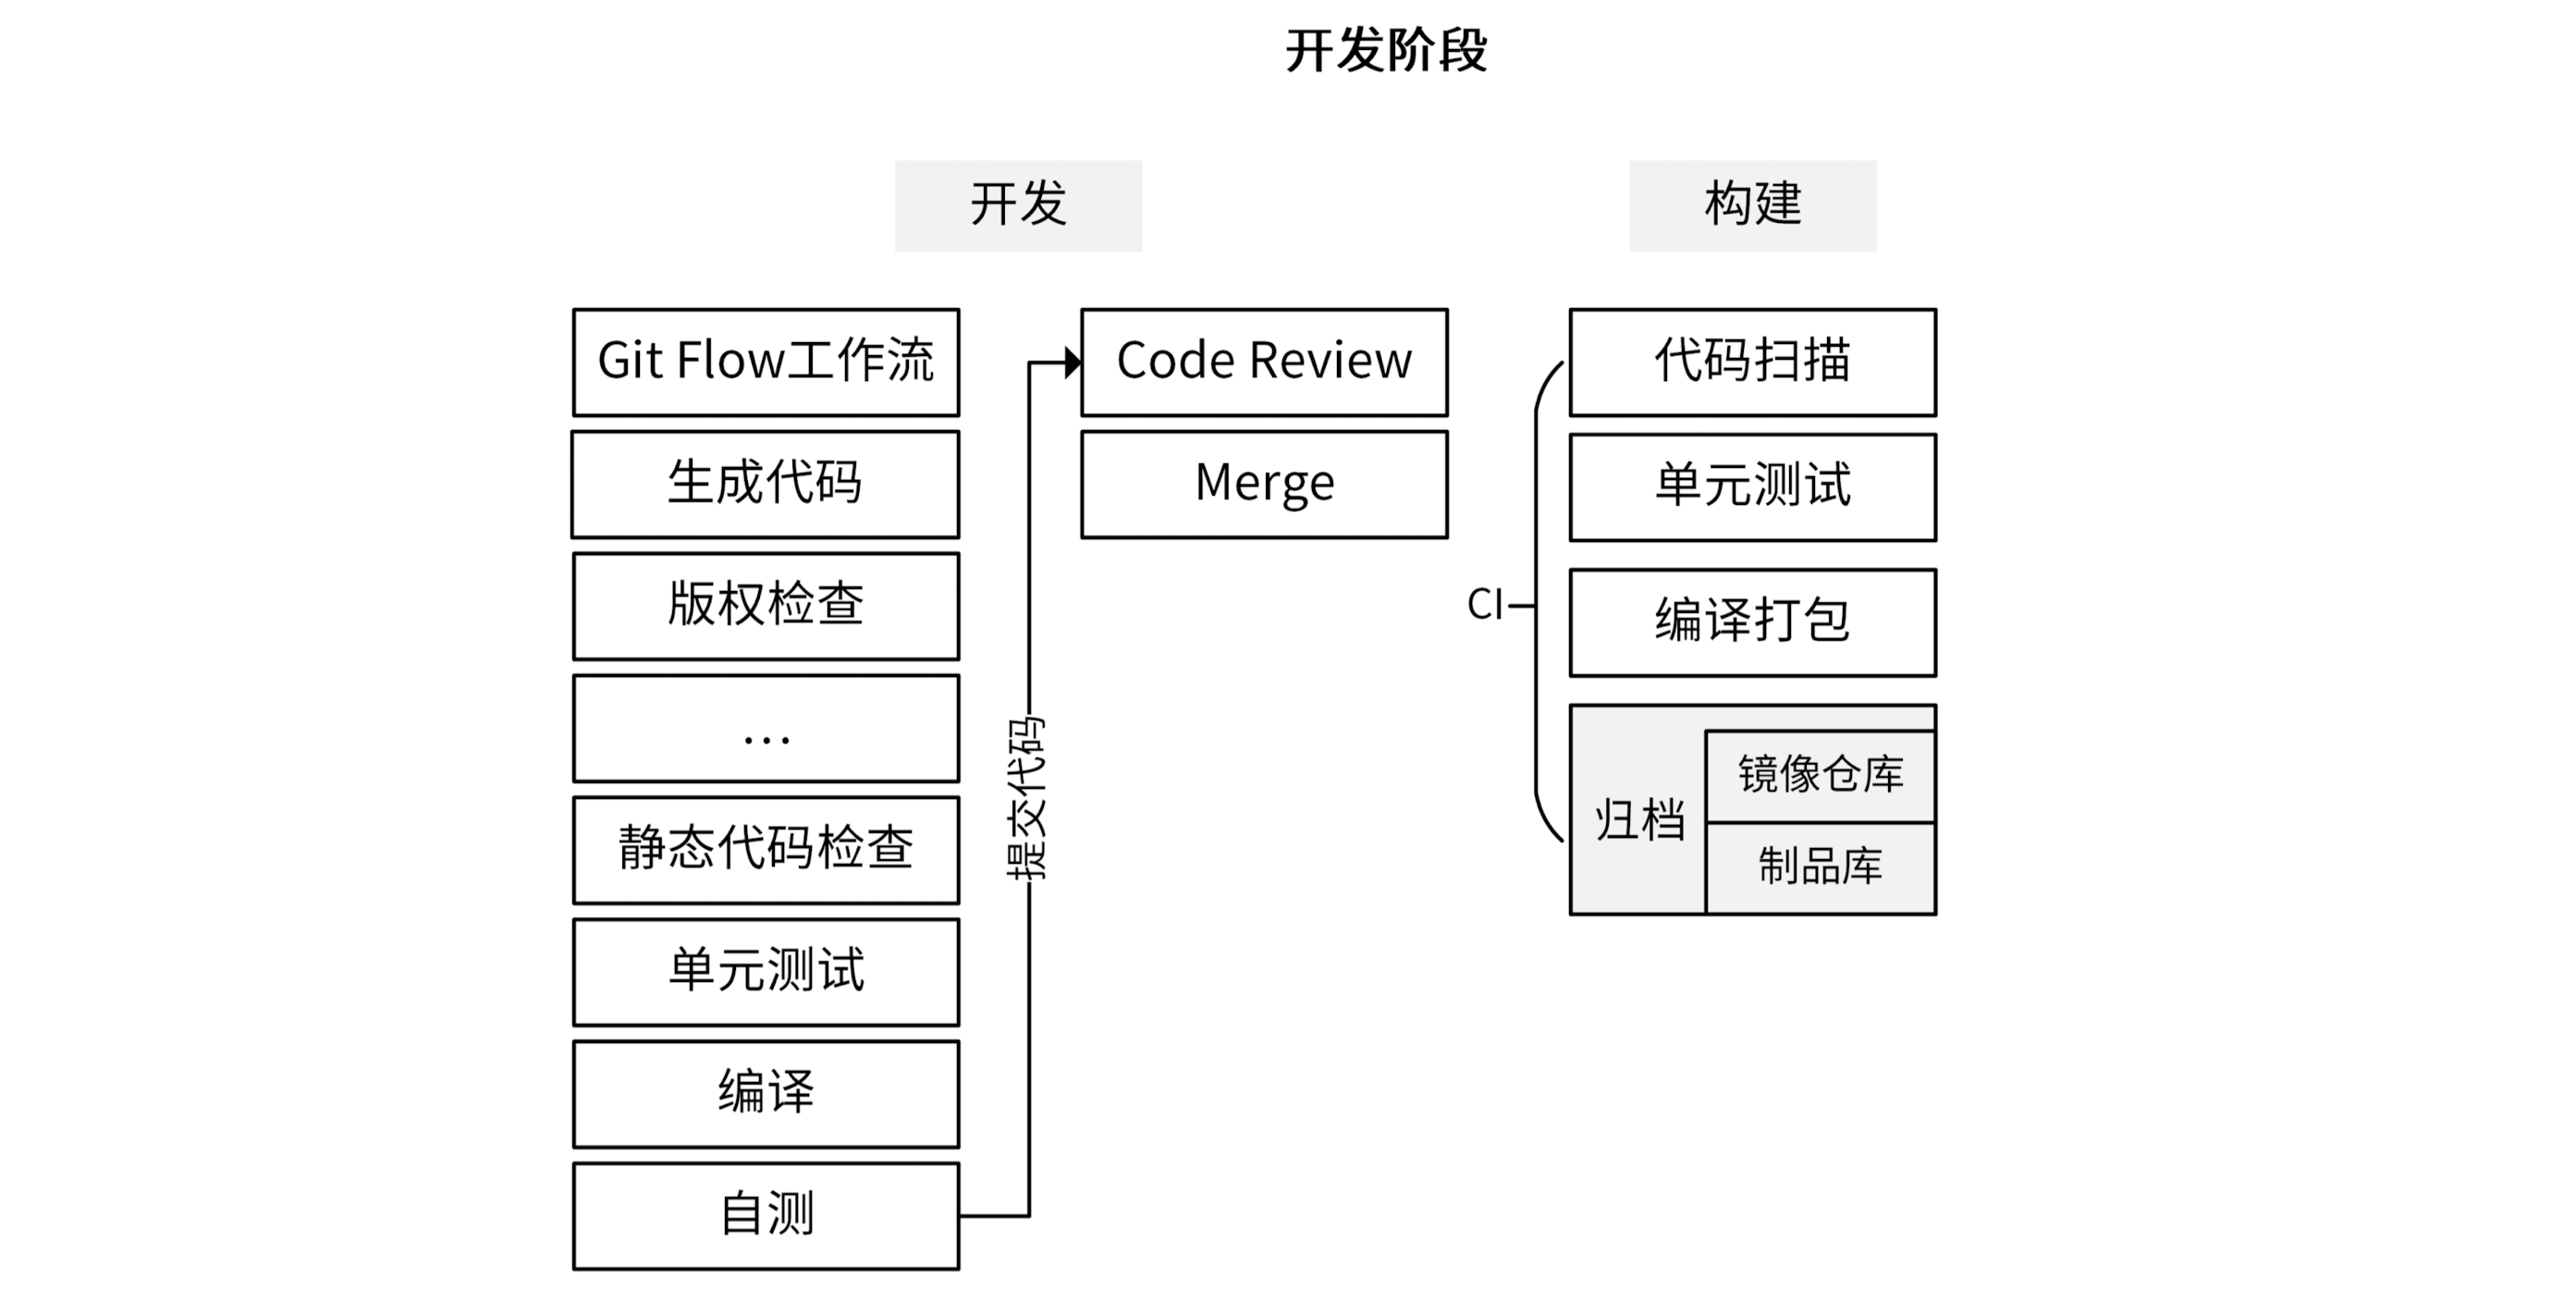 开发阶段
开发
构建
Git Flow工作流
生成代码
版权检查
...
静态代码检查
单元测试
编译
自测
提交代码
Code Review
Merge
CI
代码扫描
单元测试
编译打包
归档
镜像仓库
制品库